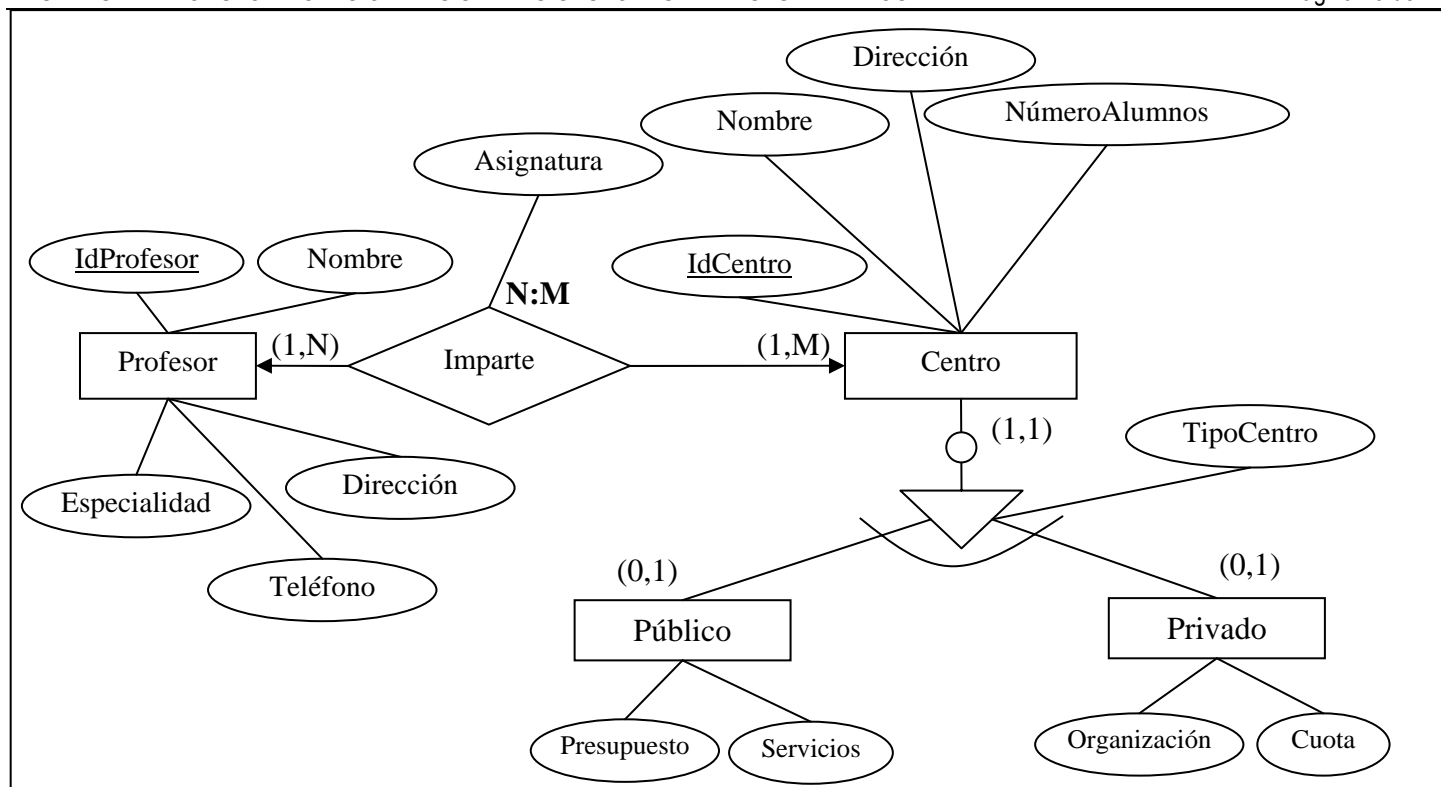 Dirección
Nombre
NúmeroAlumnos
Asignatura
IdProfesor
Nombre
IdCentro
N:M
(1,N)
(1,M)
Profesor
Imparte
Centro
(1,1)
TipoCentro
Especialidad
Dirección
Teléfono
(0,1)
(0,1)
Público
Privado
Presupuesto
Servicios
Organización
Cuota